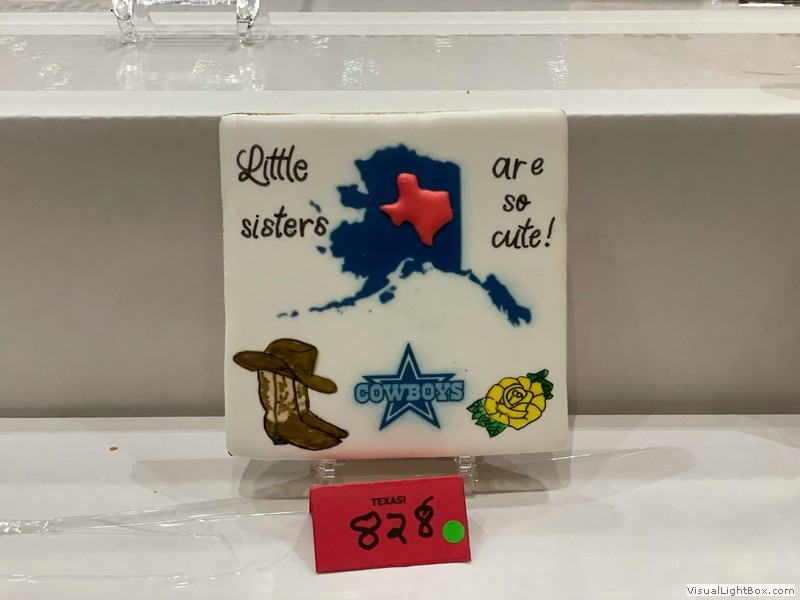 Little
sisters
are
so
cute!
COWBOYS
TEXAS!
828
VisualLightBox.com